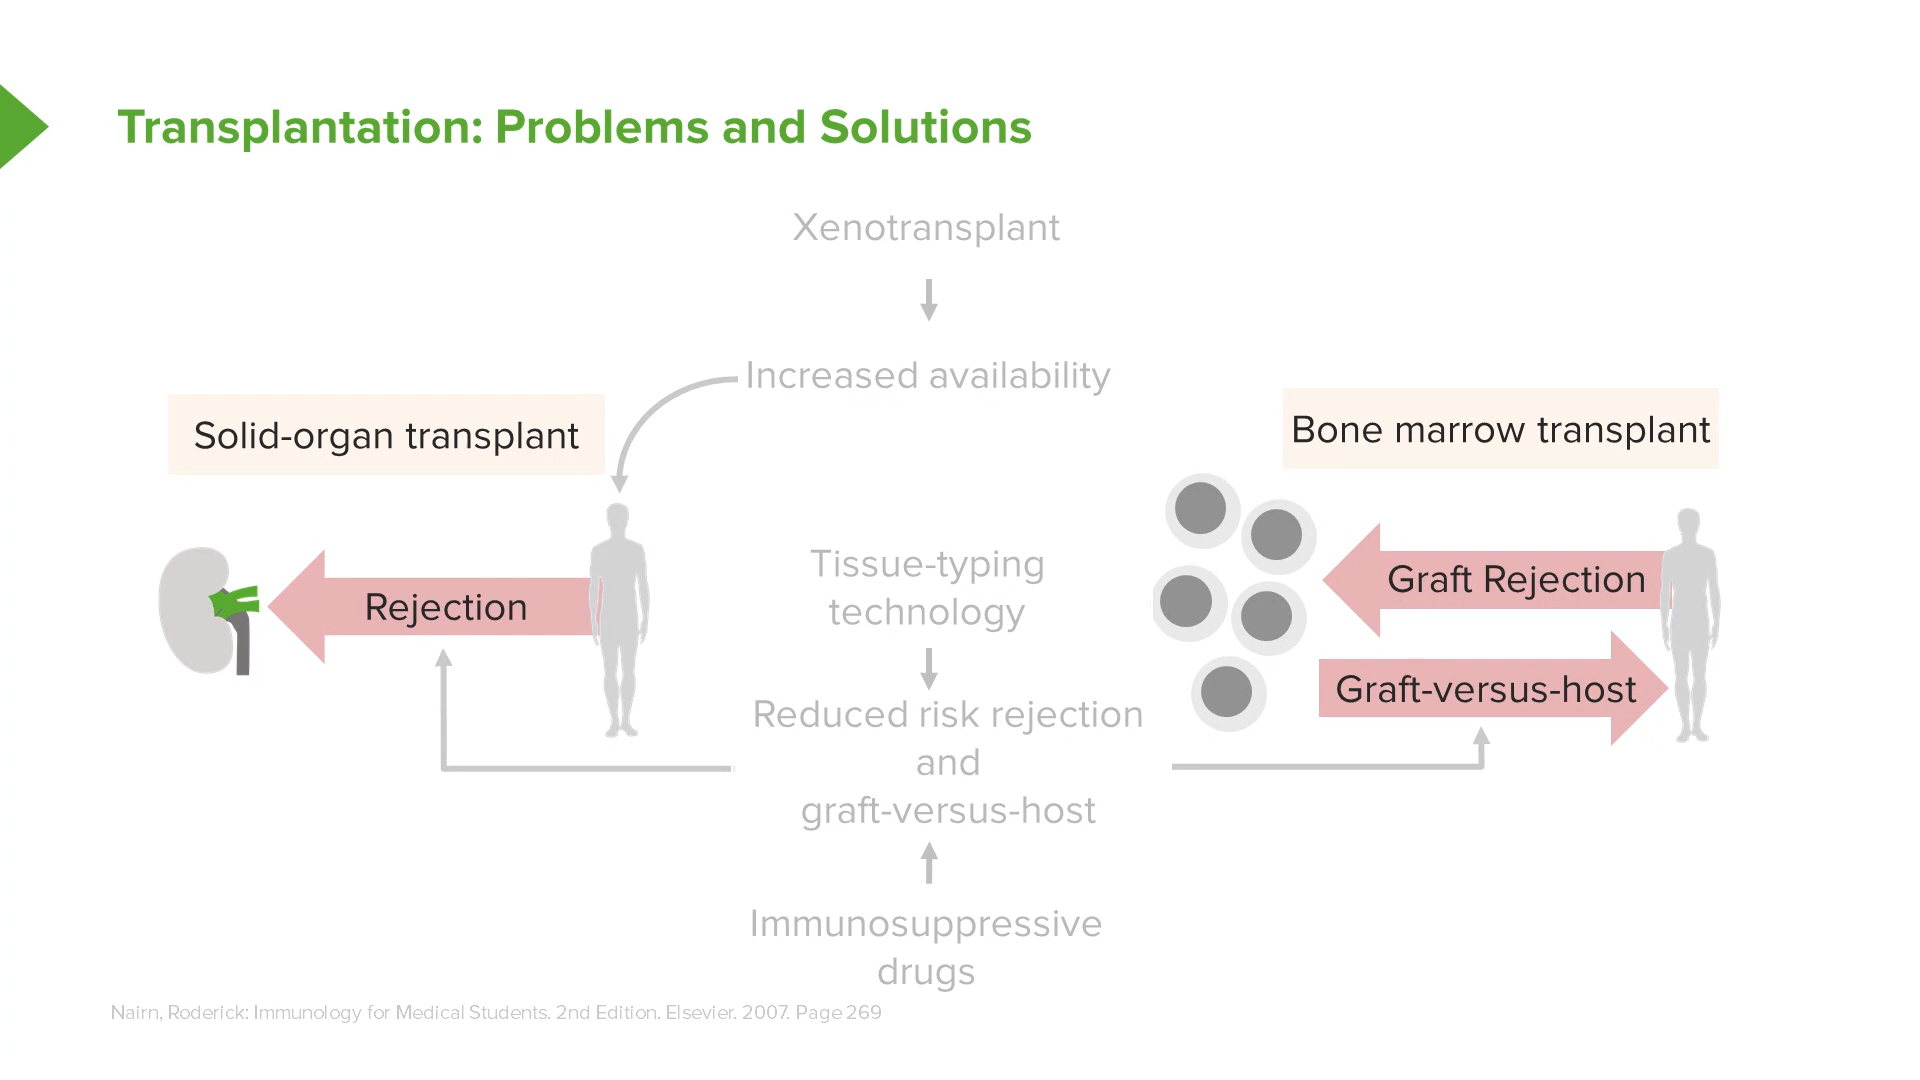 Transplantation: Problems and Solutions
Xenotransplant
Increased availability
Solid-organ transplant
Rejection
Tissue-typing
technology
Reduced risk rejection
and
graft-versus-host
Immunosuppressive
drugs
Bone marrow transplant
Graft Rejection
Graft-versus-host
Nairn, Roderick: Immunology for Medical Students. 2nd Edition. Elsevier. 2007. Page 269